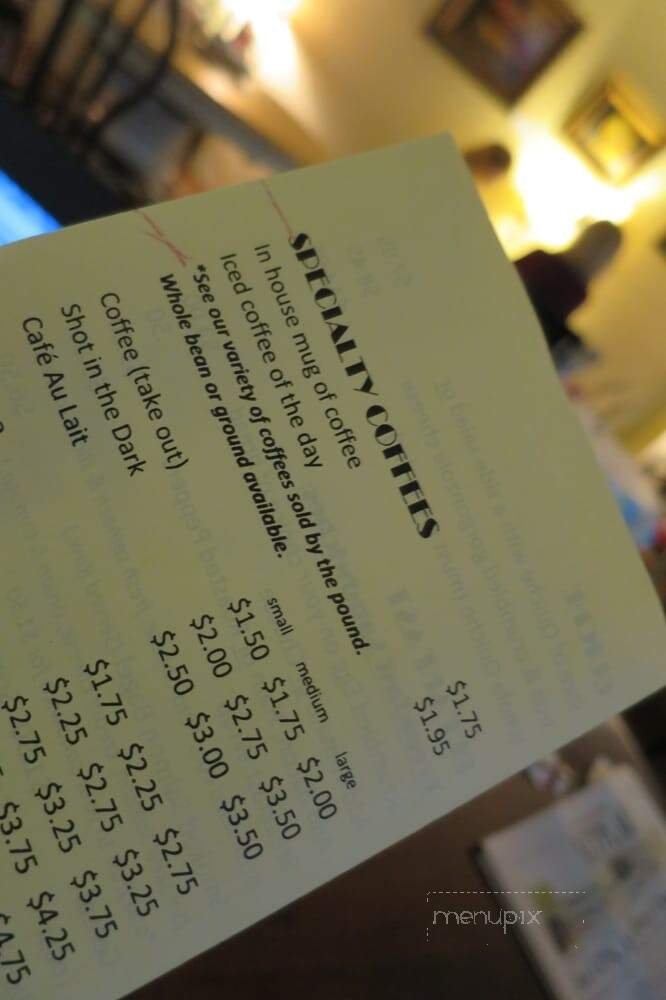 SPECIALTY COFFEES
In house mug of coffee $1.75
Iced coffee of the day $1.95
*See our variety of coffees sold by the pound.
Whole bean or ground available.
small medium large
Coffee (take out) $1.50 $1.75 $2.00
Shot in the Dark $2.00 $2.75 $3.50
Café Au Lait $2.50 $3.00 $3.50
$1.75 $2.25 $2.75
$2.25 $2.75 $3.25
$2.75 $3.25 $3.75
$3.75 $4.25
$4.75
menupix